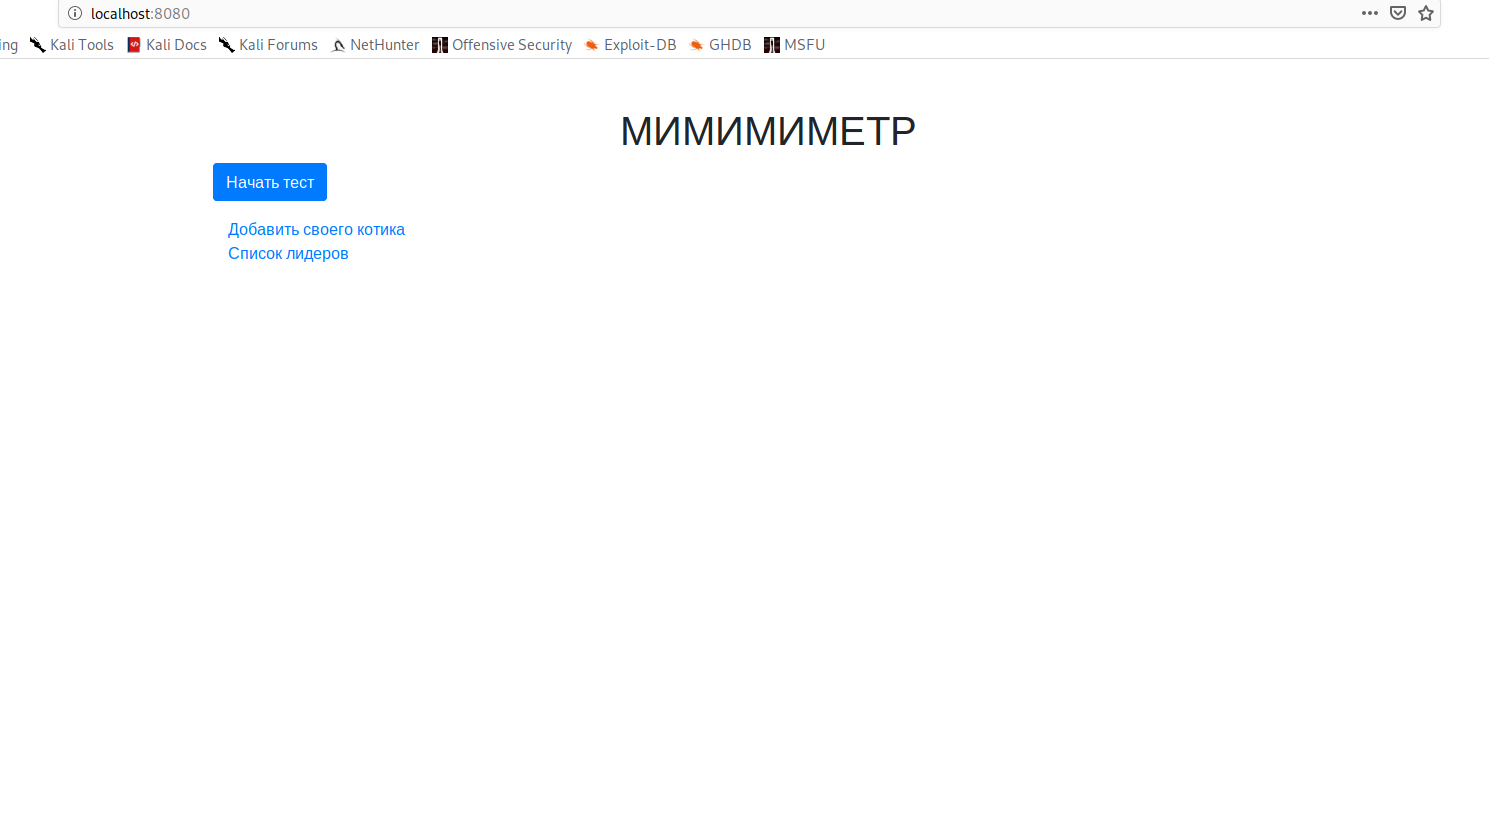 localhost:8080
ing Kali Tools Kali Docs Kali Forums NetHunter Offensive Security Exploit-DB GHDB MSFU
МИМИМИМЕТР
Начать тест
Добавить своего котика
Список лидеров